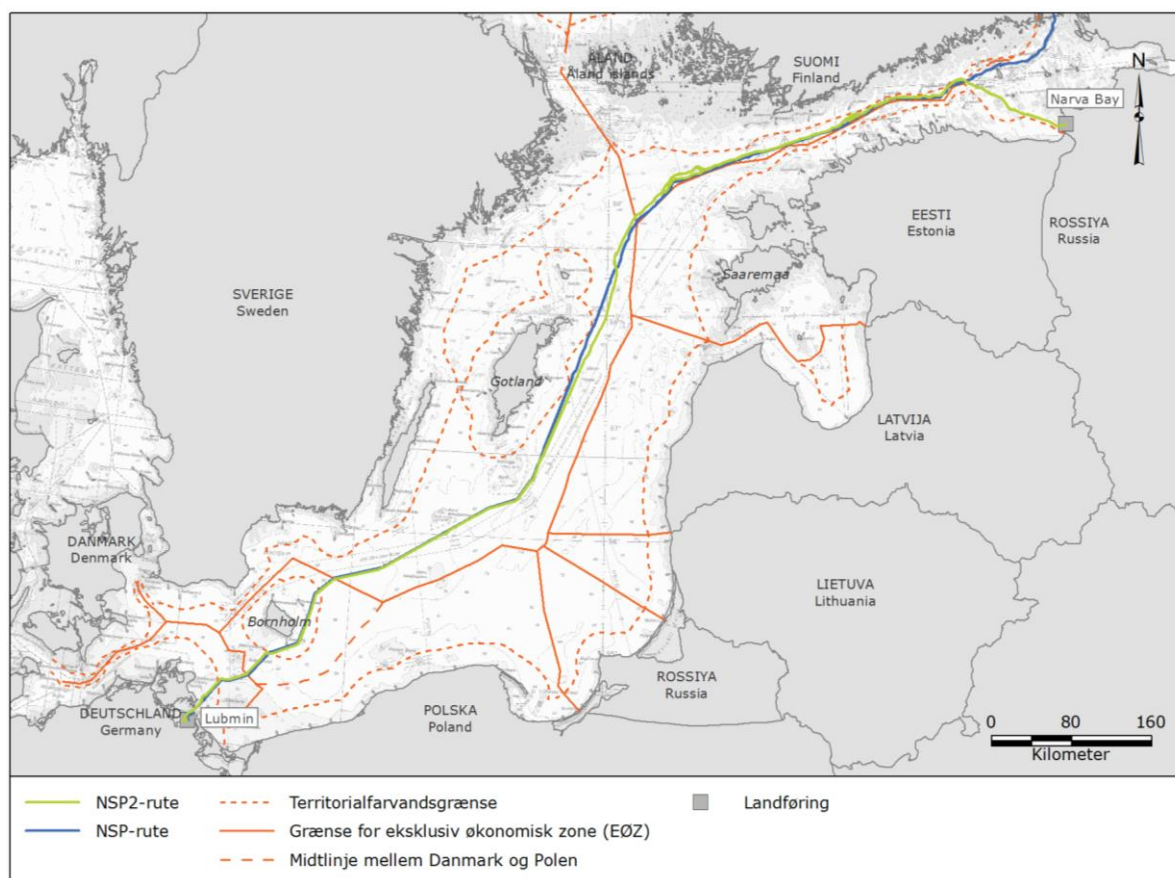 ÅLAND
Åland Islands
SUOMI
Finland
N
Narva Bay
EESTI
Estonia
ROSSIYA
Russia
SVERIGE
Sweden
Saaremaa
Gotland
LATVIJA
Latvia
DANMARK
Denmark
LIETUVA
Lithuania
Bornholm
ROSSIYA
Russia
DEUTSCHLAND
Germany
Lubmin
POLSKA
Poland
0 80 160
Kilometer
NSP2-rute
NSP-rute
Territorialfarvandsgrænse
Grænse for eksklusiv økonomisk zone (EØZ)
Midtlinje mellem Danmark og Polen
Landføring